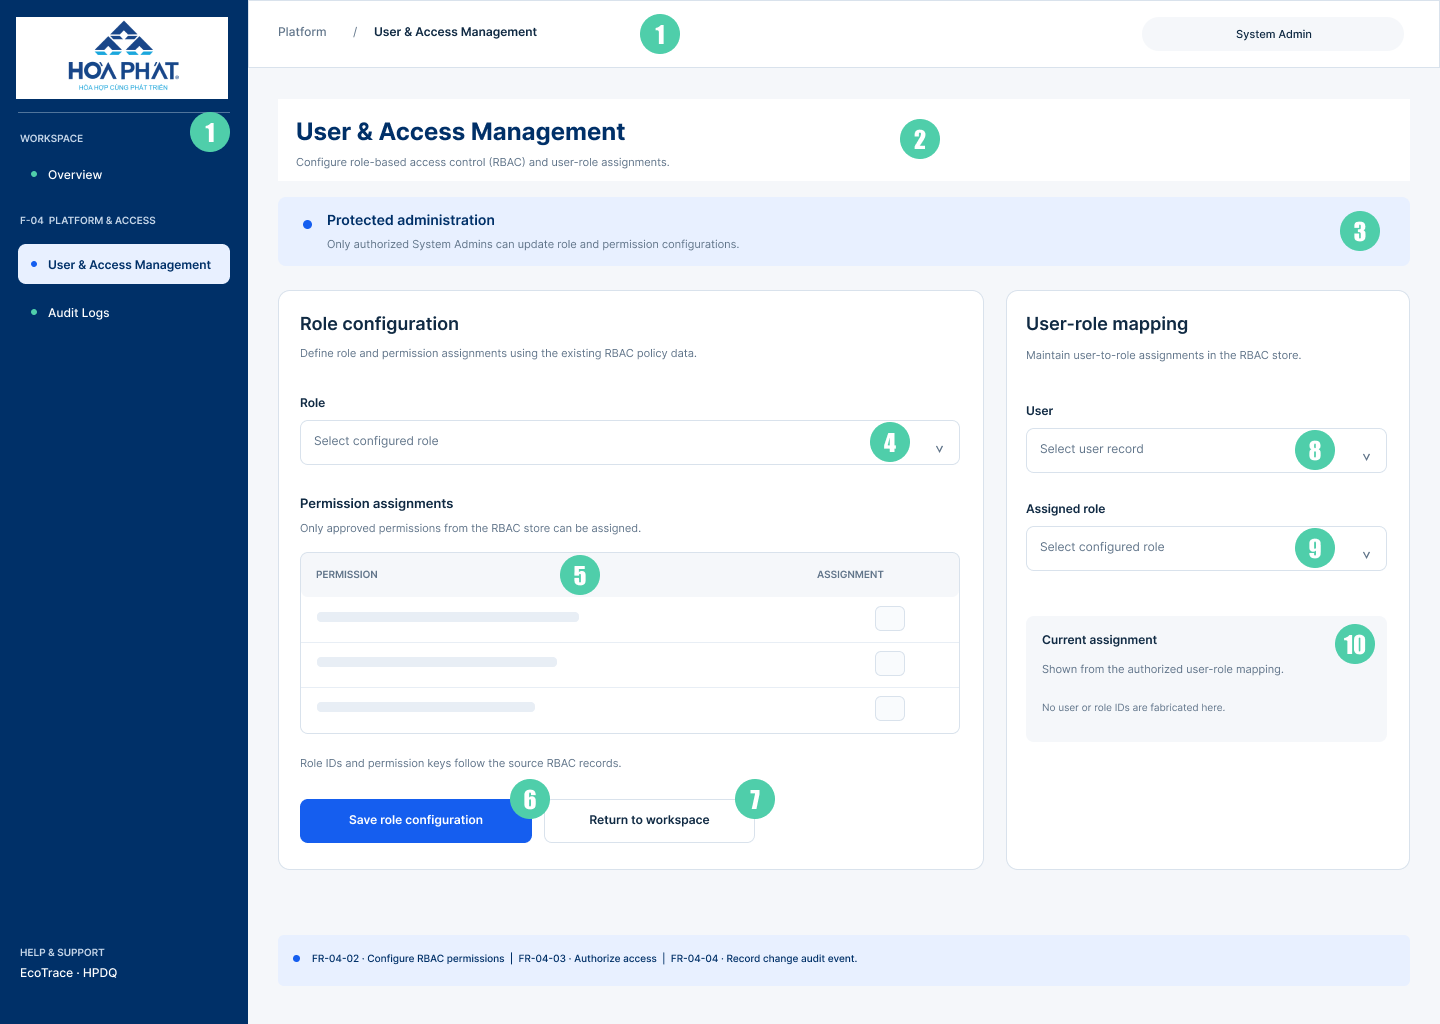 HÒA PHÁT
HÒA HỢP CÙNG PHÁT TRIỂN
WORKSPACE
1
Overview
F-04 PLATFORM & ACCESS
User & Access Management
Audit Logs
HELP & SUPPORT
EcoTrace · HPDQ
Platform / User & Access Management
1
System Admin
User & Access Management
2
Configure role-based access control (RBAC) and user-role assignments.
Protected administration
3
Only authorized System Admins can update role and permission configurations.
Role configuration
Define role and permission assignments using the existing RBAC policy data.
Role
Select configured role 4 v
Permission assignments
Only approved permissions from the RBAC store can be assigned.
PERMISSION 5 ASSIGNMENT
Role IDs and permission keys follow the source RBAC records.
Save role configuration 6
Return to workspace 7
User-role mapping
Maintain user-to-role assignments in the RBAC store.
User
Select user record 8 v
Assigned role
Select configured role 9 v
Current assignment 10
Shown from the authorized user-role mapping.
No user or role IDs are fabricated here.
FR-04-02 · Configure RBAC permissions | FR-04-03 · Authorize access | FR-04-04 · Record change audit event.